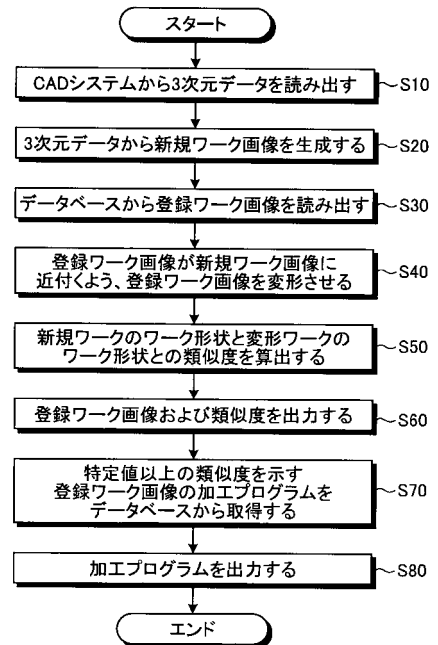 スタート
CADシステムから3次元データを読み出す
S10
3次元データから新規ワーク画像を生成する
S20
データベースから登録ワーク画像を読み出す
S30
登録ワーク画像が新規ワーク画像に
近付くよう、登録ワーク画像を変形させる
S40
新規ワークのワーク形状と変形ワークの
ワーク形状との類似度を算出する
S50
登録ワーク画像および類似度を出力する
S60
特定値以上の類似度を示す
登録ワーク画像の加工プログラムを
データベースから取得する
S70
加工プログラムを出力する
S80
エンド